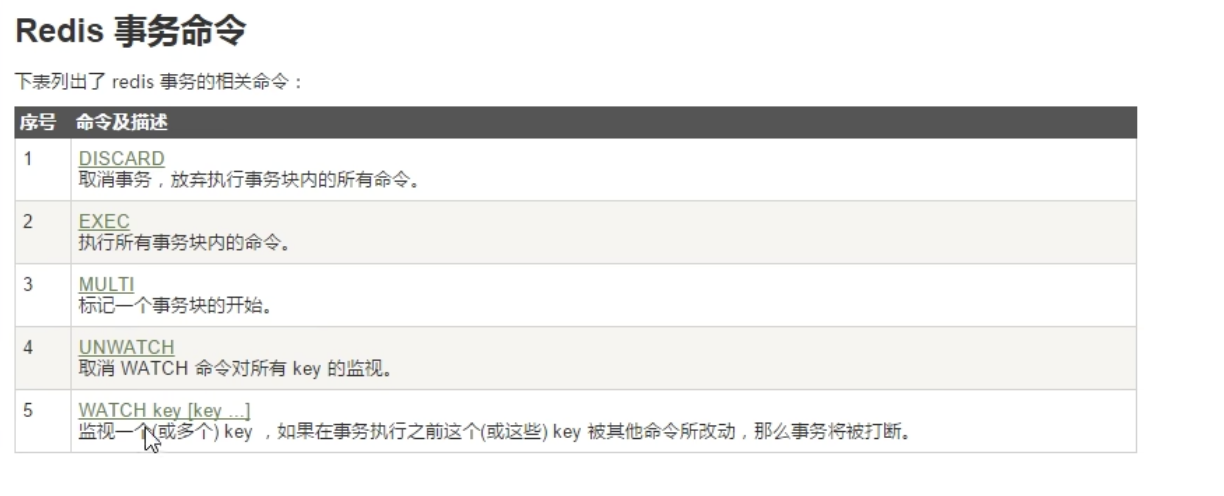 Redis 事务命令
下表列出了 redis 事务的相关命令：
序号 命令及描述
1 DISCARD
取消事务，放弃执行事务块内的所有命令。
2 EXEC
执行所有事务块内的命令。
3 MULTI
标记一个事务块的开始。
4 UNWATCH
取消 WATCH 命令对所有 key 的监视。
5 WATCH key [key ...]
监视一个(或多个) key ，如果在事务执行之前这个(或这些) key 被其他命令所改动，那么事务将被打断。